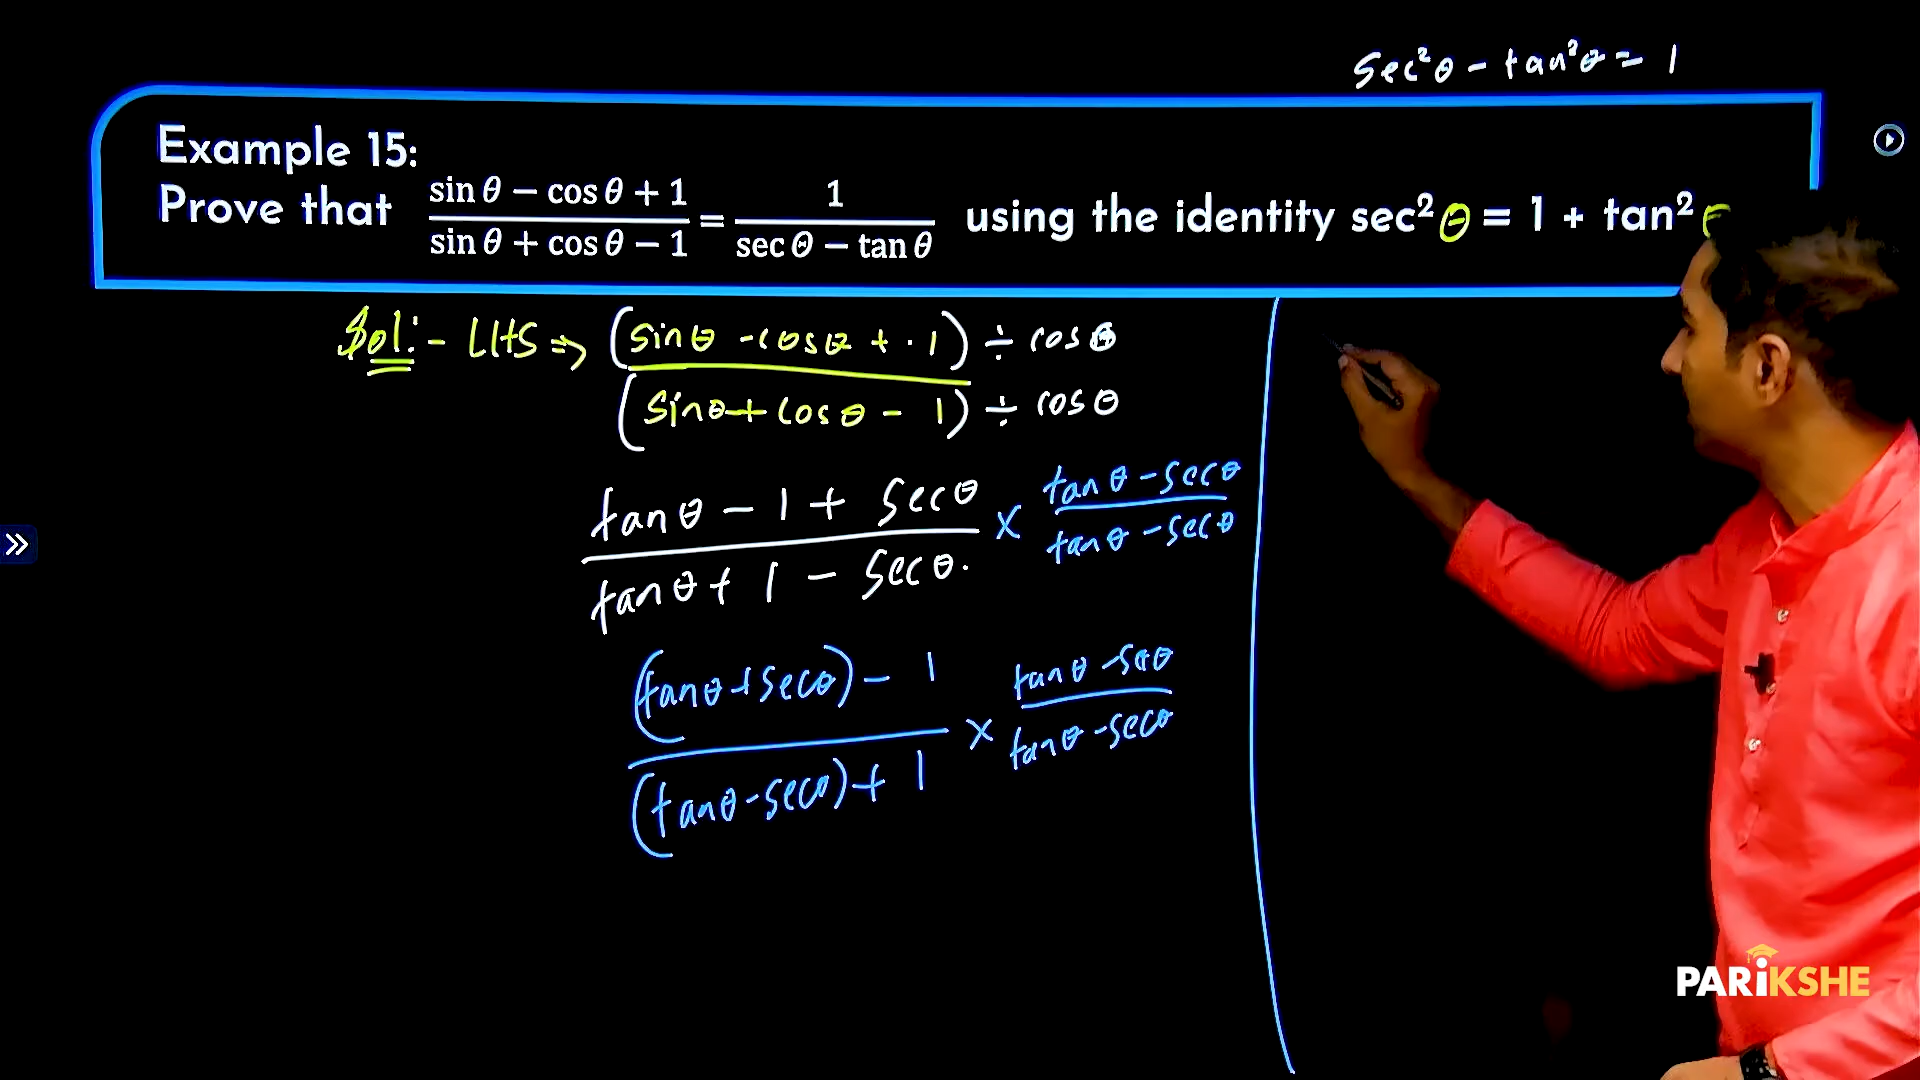 sec²θ - tan²θ = 1
Example 15:
Prove that (sin θ − cos θ + 1)/(sin θ + cos θ − 1) = 1/(sec Θ − tan θ) using the identity sec² Θ = 1 + tan²
Sol:- LHS ⇒ (sinθ - cosθ + · 1) ÷ cosθ
(sinθ + cosθ - 1) ÷ cosθ
tanθ - 1 + secθ × tanθ - secθ
tanθ + 1 - secθ. tanθ - secθ
(tanθ + secθ) - 1 × tanθ - secθ
(tanθ - secθ) + 1 tanθ - secθ
PARiKSHE